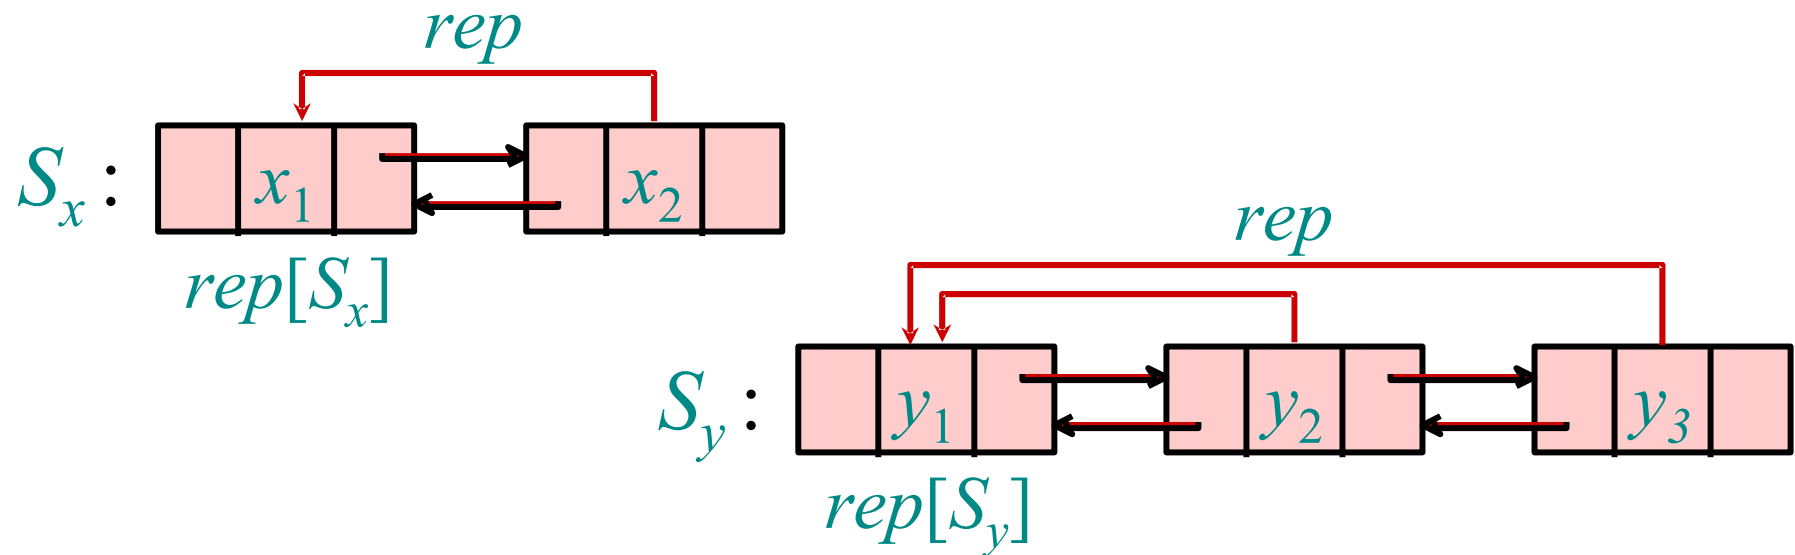 rep
Sx : x1 x2
rep[Sx]
rep
Sy : y1 y2 y3
rep[Sy]